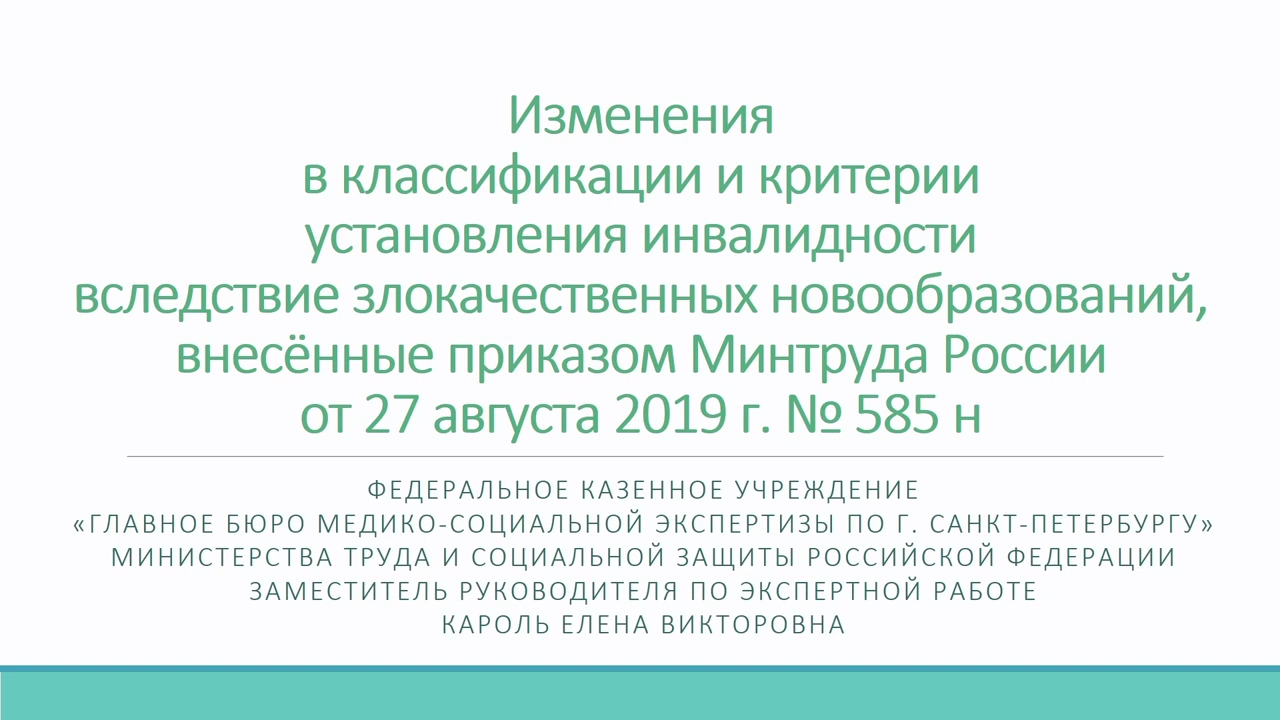 Изменения
в классификации и критерии
установления инвалидности
вследствие злокачественных новообразований,
внесённые приказом Минтруда России
от 27 августа 2019 г. № 585 н
ФЕДЕРАЛЬНОЕ КАЗЕННОЕ УЧРЕЖДЕНИЕ
«ГЛАВНОЕ БЮРО МЕДИКО-СОЦИАЛЬНОЙ ЭКСПЕРТИЗЫ ПО Г. САНКТ-ПЕТЕРБУРГУ»
МИНИСТЕРСТВА ТРУДА И СОЦИАЛЬНОЙ ЗАЩИТЫ РОССИЙСКОЙ ФЕДЕРАЦИИ
ЗАМЕСТИТЕЛЬ РУКОВОДИТЕЛЯ ПО ЭКСПЕРТНОЙ РАБОТЕ
КАРОЛЬ ЕЛЕНА ВИКТОРОВНА